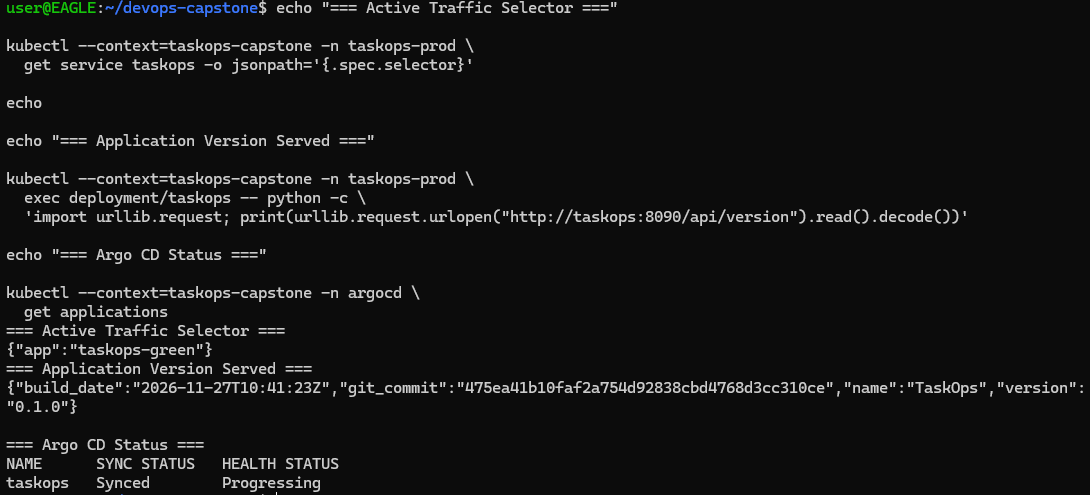 user@EAGLE:~/devops-capstone$ echo "=== Active Traffic Selector ==="
kubectl --context=taskops-capstone -n taskops-prod \
  get service taskops -o jsonpath='{.spec.selector}'
echo
echo "=== Application Version Served ==="
kubectl --context=taskops-capstone -n taskops-prod \
  exec deployment/taskops -- python -c \
  'import urllib.request; print(urllib.request.urlopen("http://taskops:8090/api/version").read().decode())'
echo "=== Argo CD Status ==="
kubectl --context=taskops-capstone -n argocd \
  get applications
=== Active Traffic Selector ===
{"app":"taskops-green"}
=== Application Version Served ===
{"build_date":"2026-11-27T10:41:23Z","git_commit":"475ea41b10faf2a754d92838cbd4768d3cc310ce","name":"TaskOps","version":
"0.1.0"}
=== Argo CD Status ===
NAME      SYNC STATUS   HEALTH STATUS
taskops   Synced        Progressing